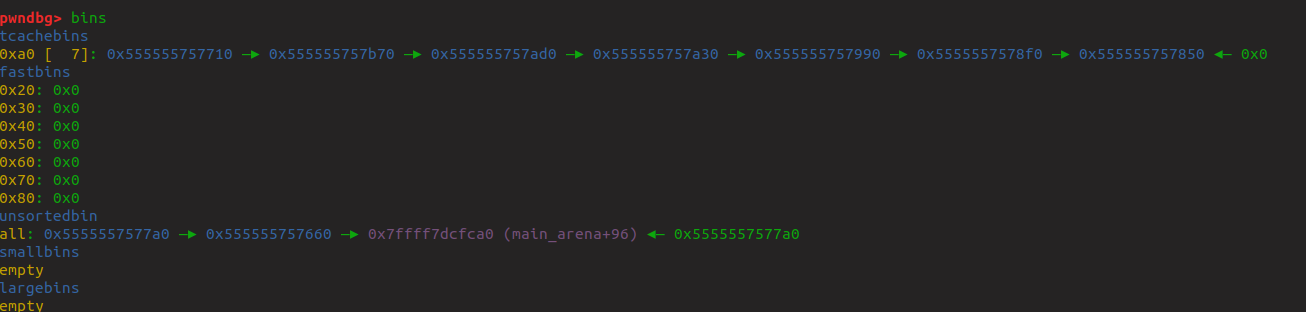 pwndbg> bins
tcachebins
0xa0 [  7]: 0x555555757710 —▸ 0x555555757b70 —▸ 0x555555757ad0 —▸ 0x555555757a30 —▸ 0x555555757990 —▸ 0x5555557578f0 —▸ 0x555555757850 ◂— 0x0
fastbins
0x20: 0x0
0x30: 0x0
0x40: 0x0
0x50: 0x0
0x60: 0x0
0x70: 0x0
0x80: 0x0
unsortedbin
all: 0x5555557577a0 —▸ 0x555555757660 —▸ 0x7ffff7dcfca0 (main_arena+96) ◂— 0x5555557577a0
smallbins
empty
largebins
empty